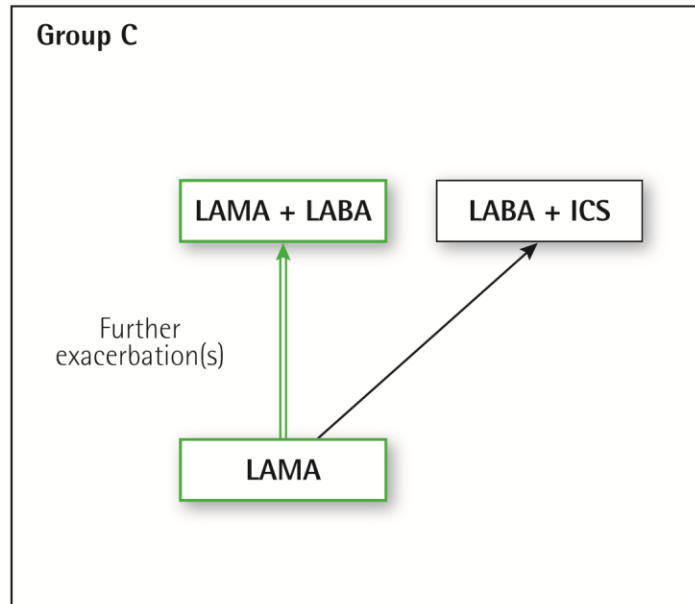 Group C
LAMA + LABA
LABA + ICS
Further
exacerbation(s)
LAMA